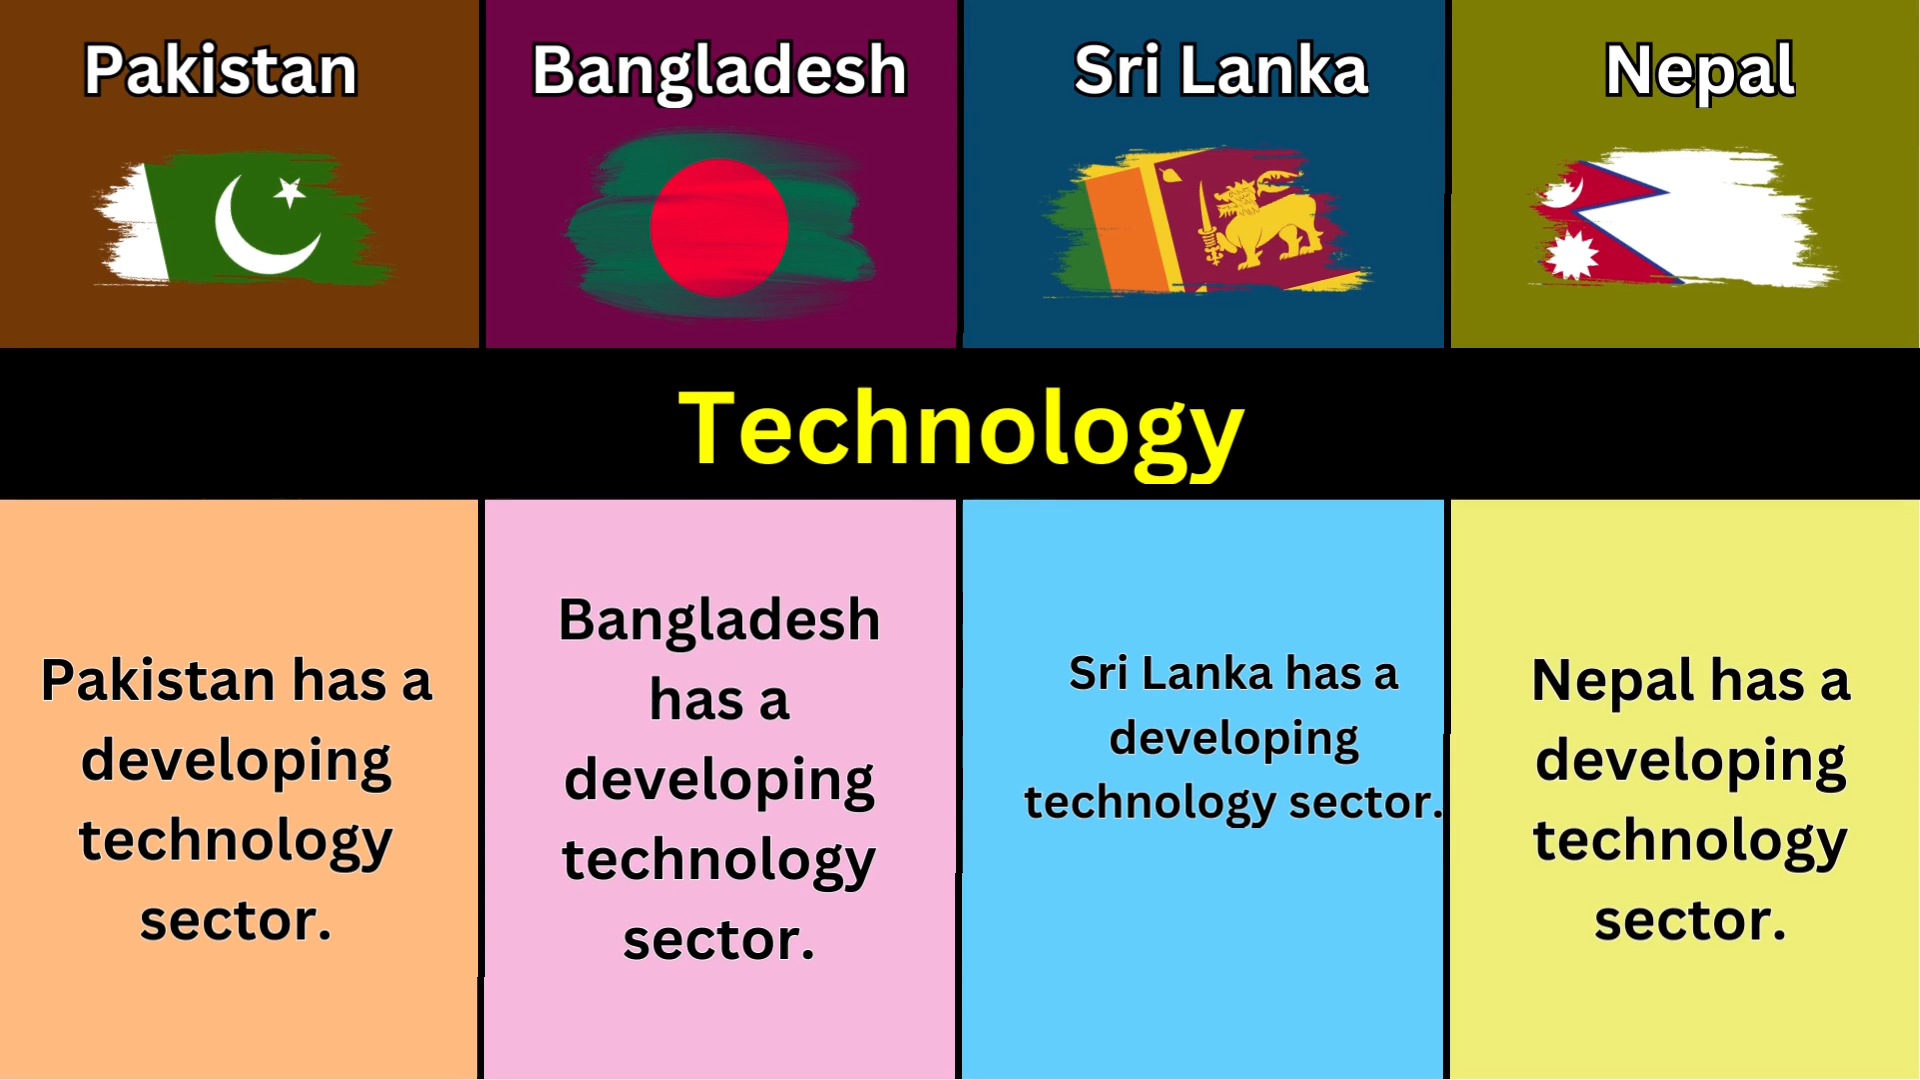 Pakistan
Bangladesh
Sri Lanka
Nepal
Technology
Pakistan has a
developing
technology
sector.
Bangladesh
has a
developing
technology
sector.
Sri Lanka has a
developing
technology sector.
Nepal has a
developing
technology
sector.